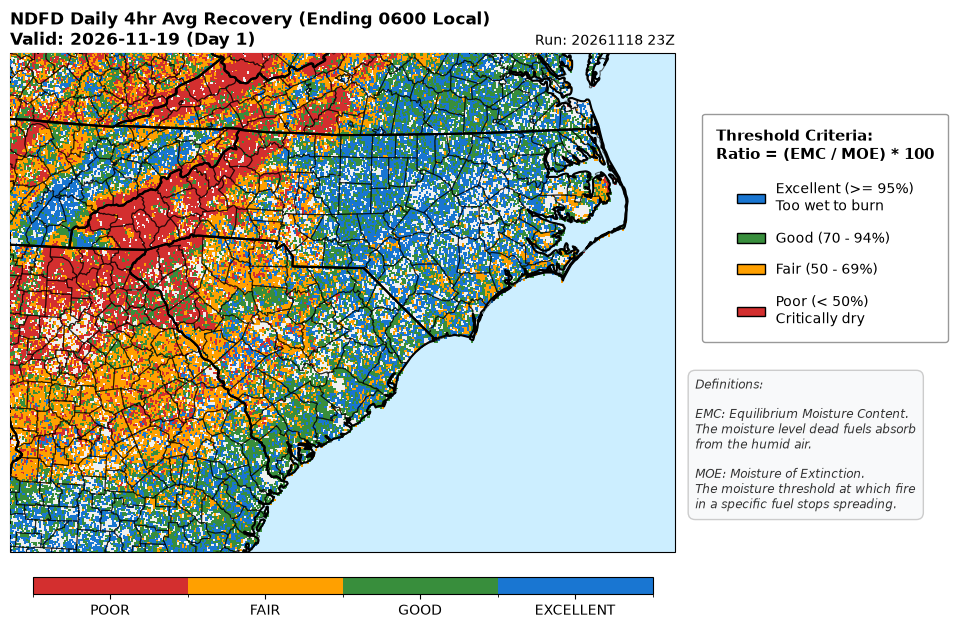 NDFD Daily 4hr Avg Recovery (Ending 0600 Local)
Valid: 2026-11-19 (Day 1)
Run: 20261118 23Z
Threshold Criteria:
Ratio = (EMC / MOE) * 100
Excellent (>= 95%)
Too wet to burn
Good (70 - 94%)
Fair (50 - 69%)
Poor (< 50%)
Critically dry
Definitions:
EMC: Equilibrium Moisture Content.
The moisture level dead fuels absorb
from the humid air.
MOE: Moisture of Extinction.
The moisture threshold at which fire
in a specific fuel stops spreading.
POOR FAIR GOOD EXCELLENT